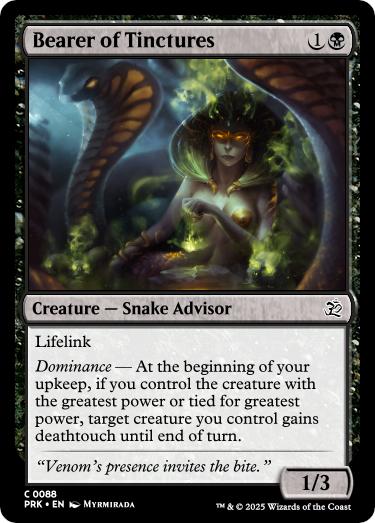 Bearer of Tinctures 1
Creature — Snake Advisor
Lifelink
Dominance — At the beginning of your
upkeep, if you control the creature with
the greatest power or tied for greatest
power, target creature you control gains
deathtouch until end of turn.
“Venom’s presence invites the bite.”
1/3
C 0088
PRK • EN Myrmirada
™ & © 2025 Wizards of the Coast